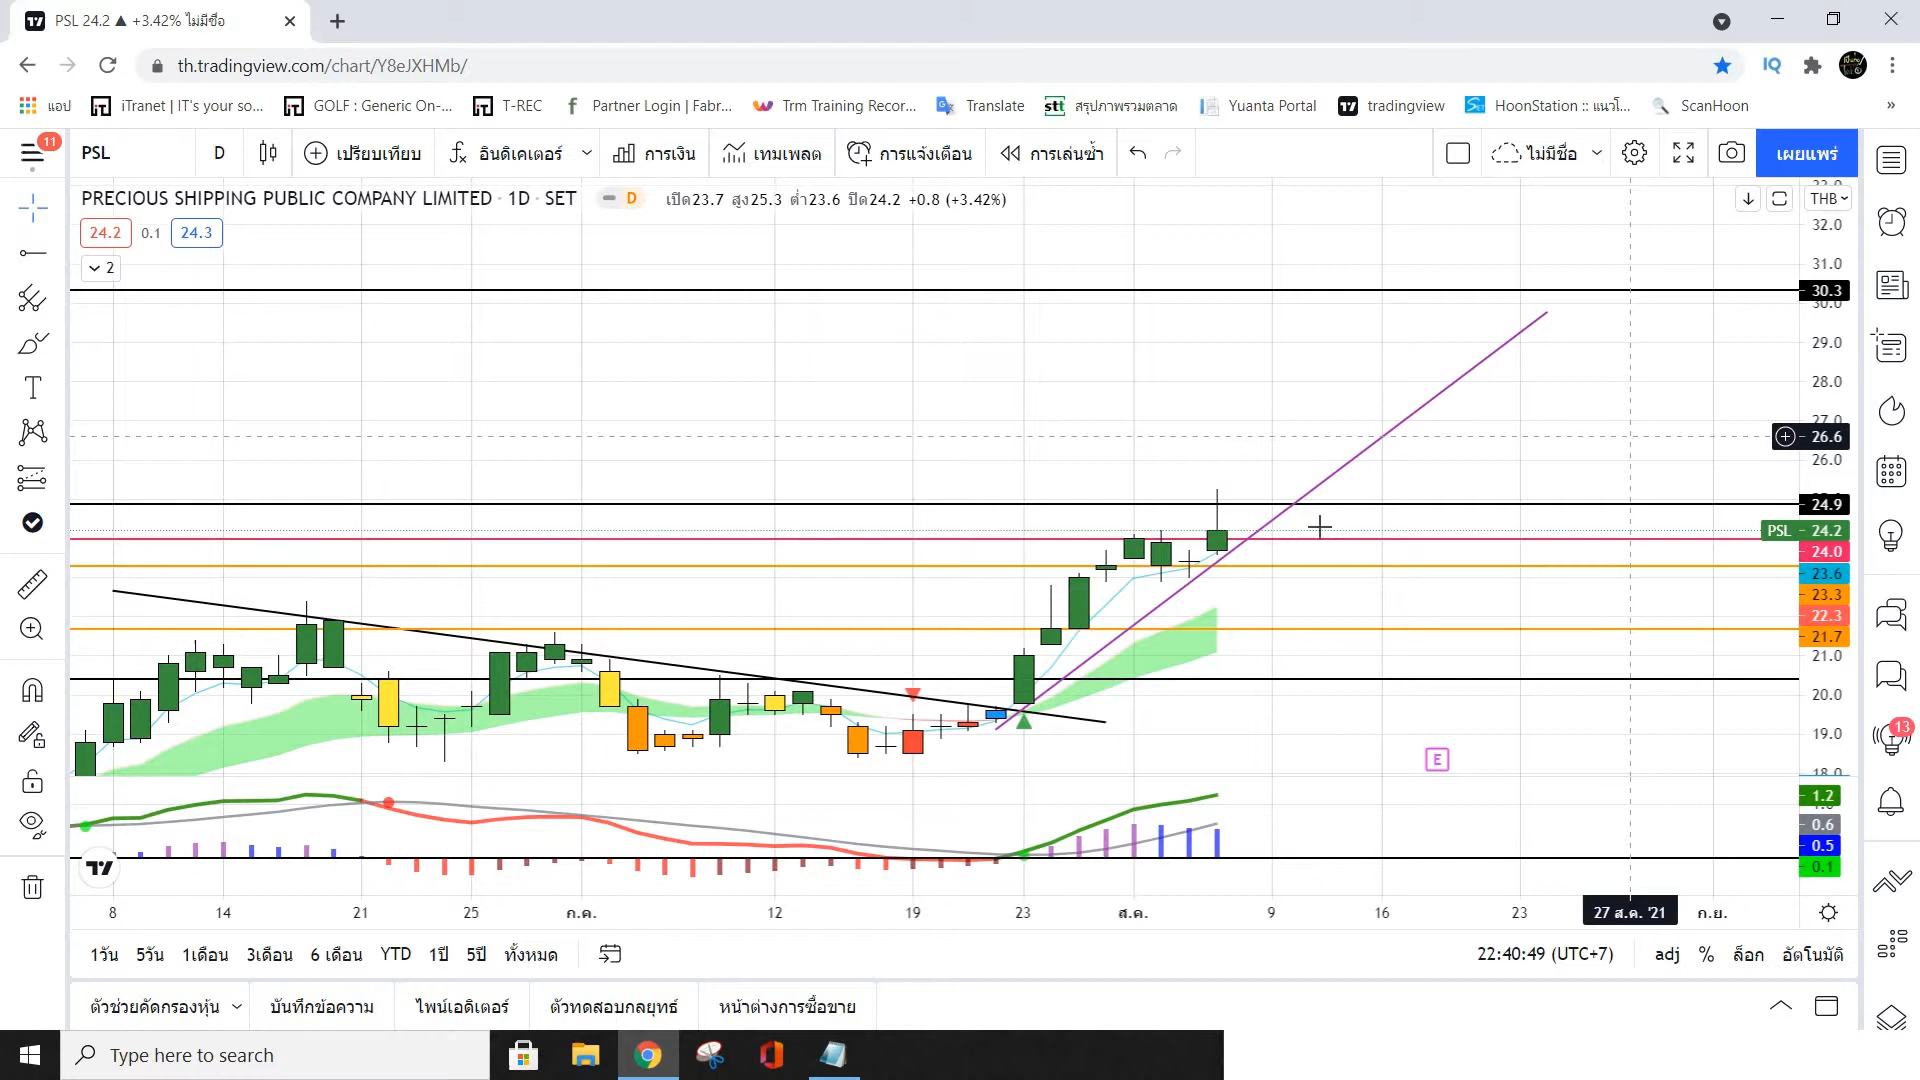 PSL 24.2 ▲ +3.42% ไม่มีชื่อ
th.tradingview.com/chart/Y8eJXHMb/
แอป iTranet | IT's your so... GOLF : Generic On-... T-REC Partner Login | Fabr... Trm Training Recor... Translate stt สรุปภาพรวมตลาด Yuanta Portal tradingview HoonStation :: แนวโ... ScanHoon »
11 PSL D เปรียบเทียบ อินดิเคเตอร์ การเงิน เทมเพลต การแจ้งเตือน การเล่นซ้ำ ไม่มีชื่อ เผยแพร่
PRECIOUS SHIPPING PUBLIC COMPANY LIMITED · 1D · SET D เปิด23.7 สูง25.3 ต่ำ23.6 ปิด24.2 +0.8 (+3.42%) THB
24.2 0.1 24.3
2
32.0
31.0
30.3
30.0
29.0
28.0
27.0
26.6
26.0
24.9
PSL 24.2
24.0
23.6
23.3
22.3
21.7
21.0
20.0
19.0
18.0
E
13
1.2
0.6
0.5
0.1
8 14 21 25 ก.ค. 12 19 23 ส.ค. 9 16 23 27 ส.ค. '21 ก.ย.
1วัน 5วัน 1เดือน 3เดือน 6 เดือน YTD 1ปี 5ปี ทั้งหมด 22:40:49 (UTC+7) adj % ล็อก อัตโนมัติ
ตัวช่วยคัดกรองหุ้น บันทึกข้อความ ไพน์เอดิเตอร์ ตัวทดสอบกลยุทธ์ หน้าต่างการซื้อขาย
Type here to search